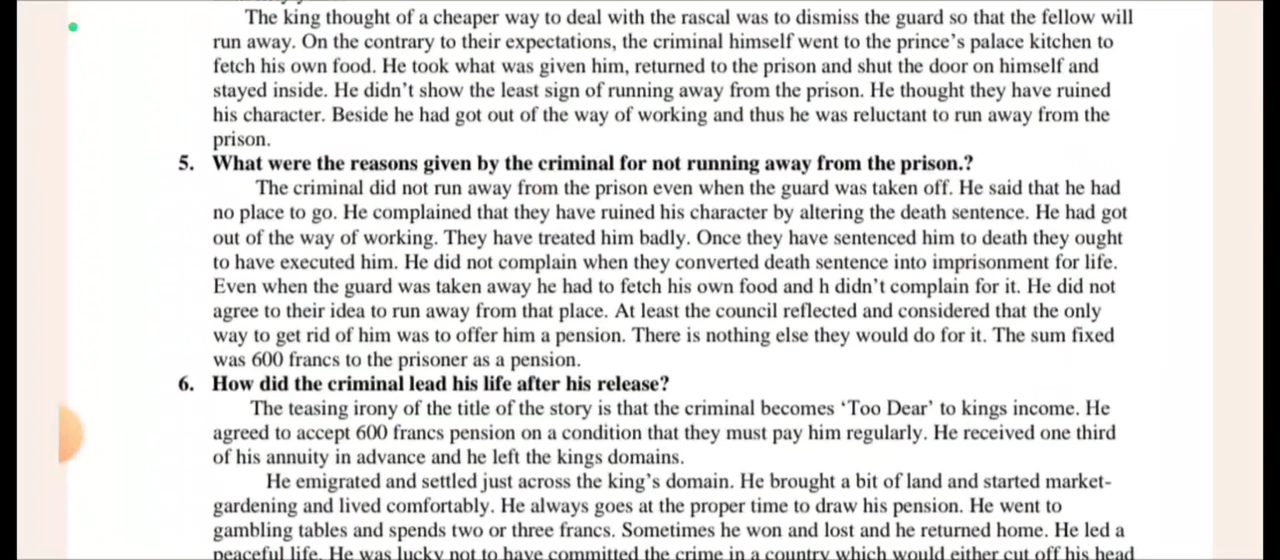 The king thought of a cheaper way to deal with the rascal was to dismiss the guard so that the fellow will
run away. On the contrary to their expectations, the criminal himself went to the prince's palace kitchen to
fetch his own food. He took what was given him, returned to the prison and shut the door on himself and
stayed inside. He didn't show the least sign of running away from the prison. He thought they have ruined
his character. Beside he had got out of the way of working and thus he was reluctant to run away from the
prison.
5. What were the reasons given by the criminal for not running away from the prison.?
The criminal did not run away from the prison even when the guard was taken off. He said that he had
no place to go. He complained that they have ruined his character by altering the death sentence. He had got
out of the way of working. They have treated him badly. Once they have sentenced him to death they ought
to have executed him. He did not complain when they converted death sentence into imprisonment for life.
Even when the guard was taken away he had to fetch his own food and h didn't complain for it. He did not
agree to their idea to run away from that place. At least the council reflected and considered that the only
way to get rid of him was to offer him a pension. There is nothing else they would do for it. The sum fixed
was 600 francs to the prisoner as a pension.
6. How did the criminal lead his life after his release?
The teasing irony of the title of the story is that the criminal becomes 'Too Dear' to kings income. He
agreed to accept 600 francs pension on a condition that they must pay him regularly. He received one third
of his annuity in advance and he left the kings domains.
He emigrated and settled just across the king's domain. He brought a bit of land and started market-
gardening and lived comfortably. He always goes at the proper time to draw his pension. He went to
gambling tables and spends two or three francs. Sometimes he won and lost and he returned home. He led a
peaceful life. He was lucky not to have committed the crime in a country which would either cut off his head